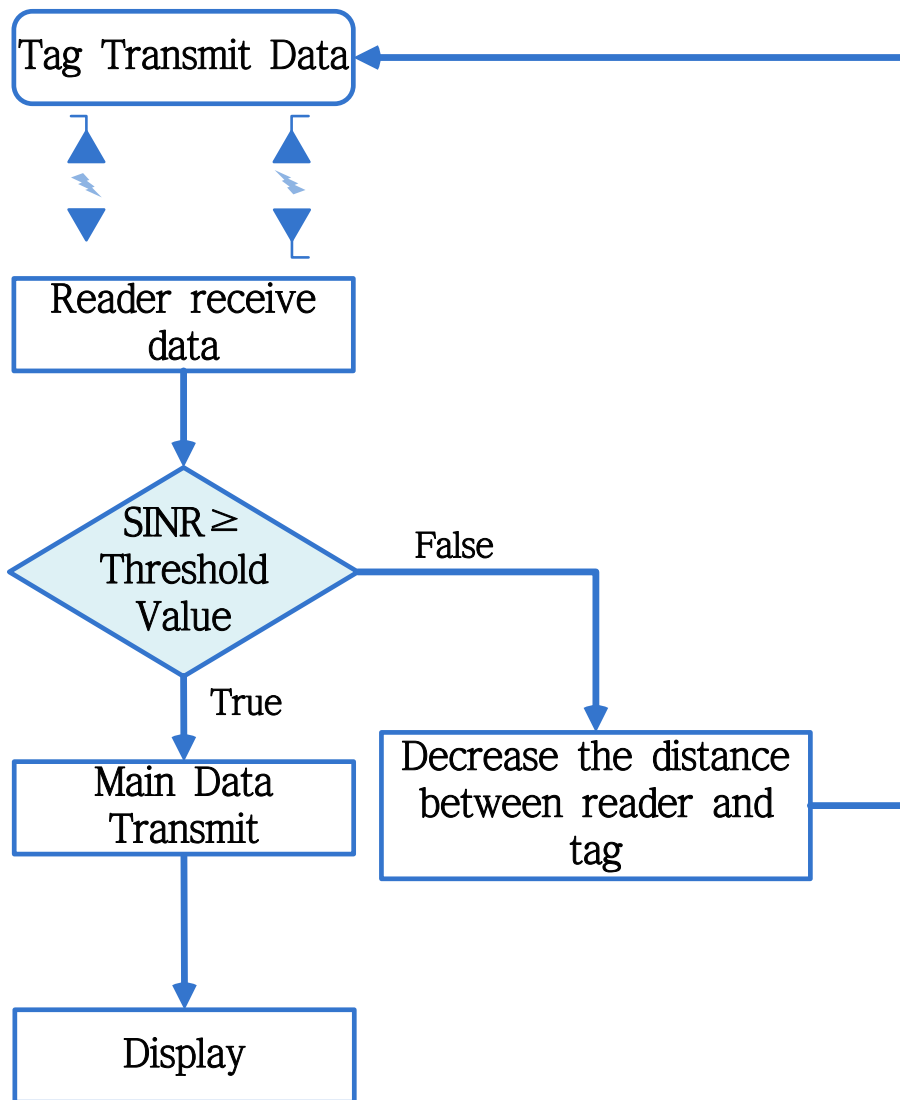 Tag Transmit Data
Reader receive
data
SINR ≥
Threshold
Value
False
True
Main Data
Transmit
Decrease the distance
between reader and
tag
Display